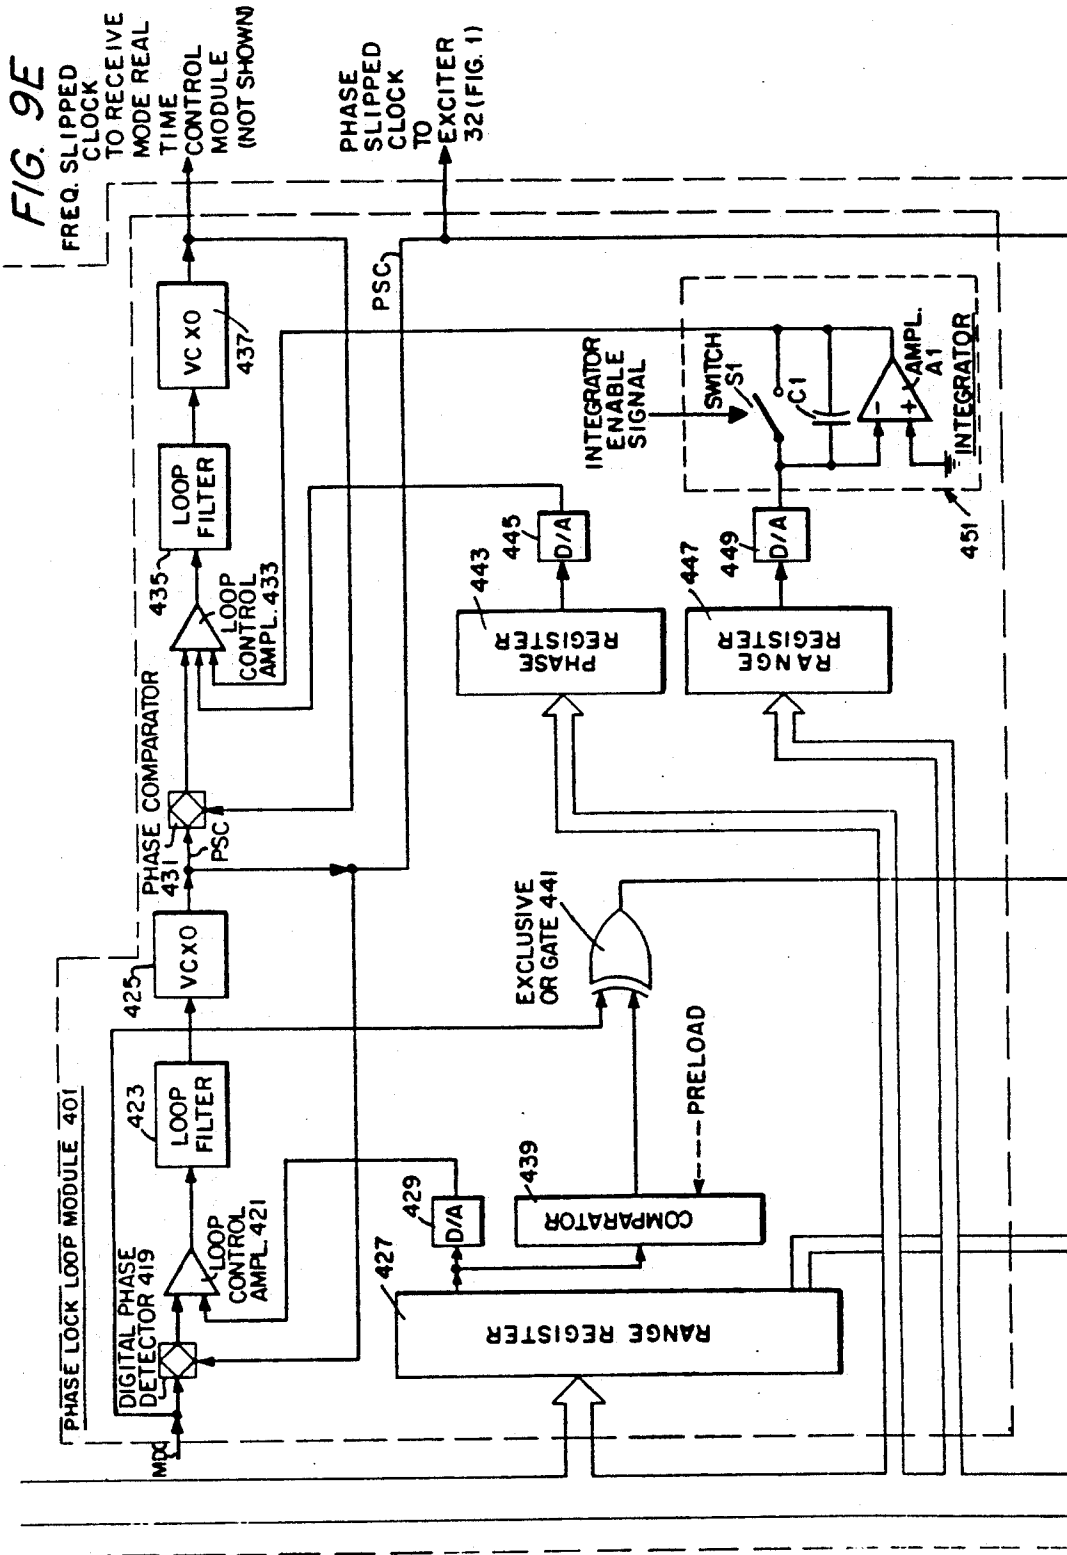 FIG. 9E
FREQ. SLIPPED
CLOCK
TO RECEIVE
MODE REAL
TIME
CONTROL
MODULE
(NOT SHOWN)
PHASE
SLIPPED
CLOCK
TO
EXCITER
32 (FIG. 1)
PHASE LOCK LOOP MODULE 401
MDC
DIGITAL PHASE
DETECTOR 419
LOOP
CONTROL
AMPL. 421
423
LOOP
FILTER
425
VCXO
PHASE COMPARATOR
431
PSC
LOOP
CONTROL
AMPL. 433
435
LOOP
FILTER
VCXO
437
PSC
427
RANGE REGISTER
429
D/A
439
COMPARATOR
PRELOAD
EXCLUSIVE
OR GATE 441
443
PHASE
REGISTER
445
D/A
447
RANGE
REGISTER
449
D/A
INTEGRATOR
ENABLE
SIGNAL
SWITCH
S1
C1
-
+
AMPL.
A1
INTEGRATOR
451